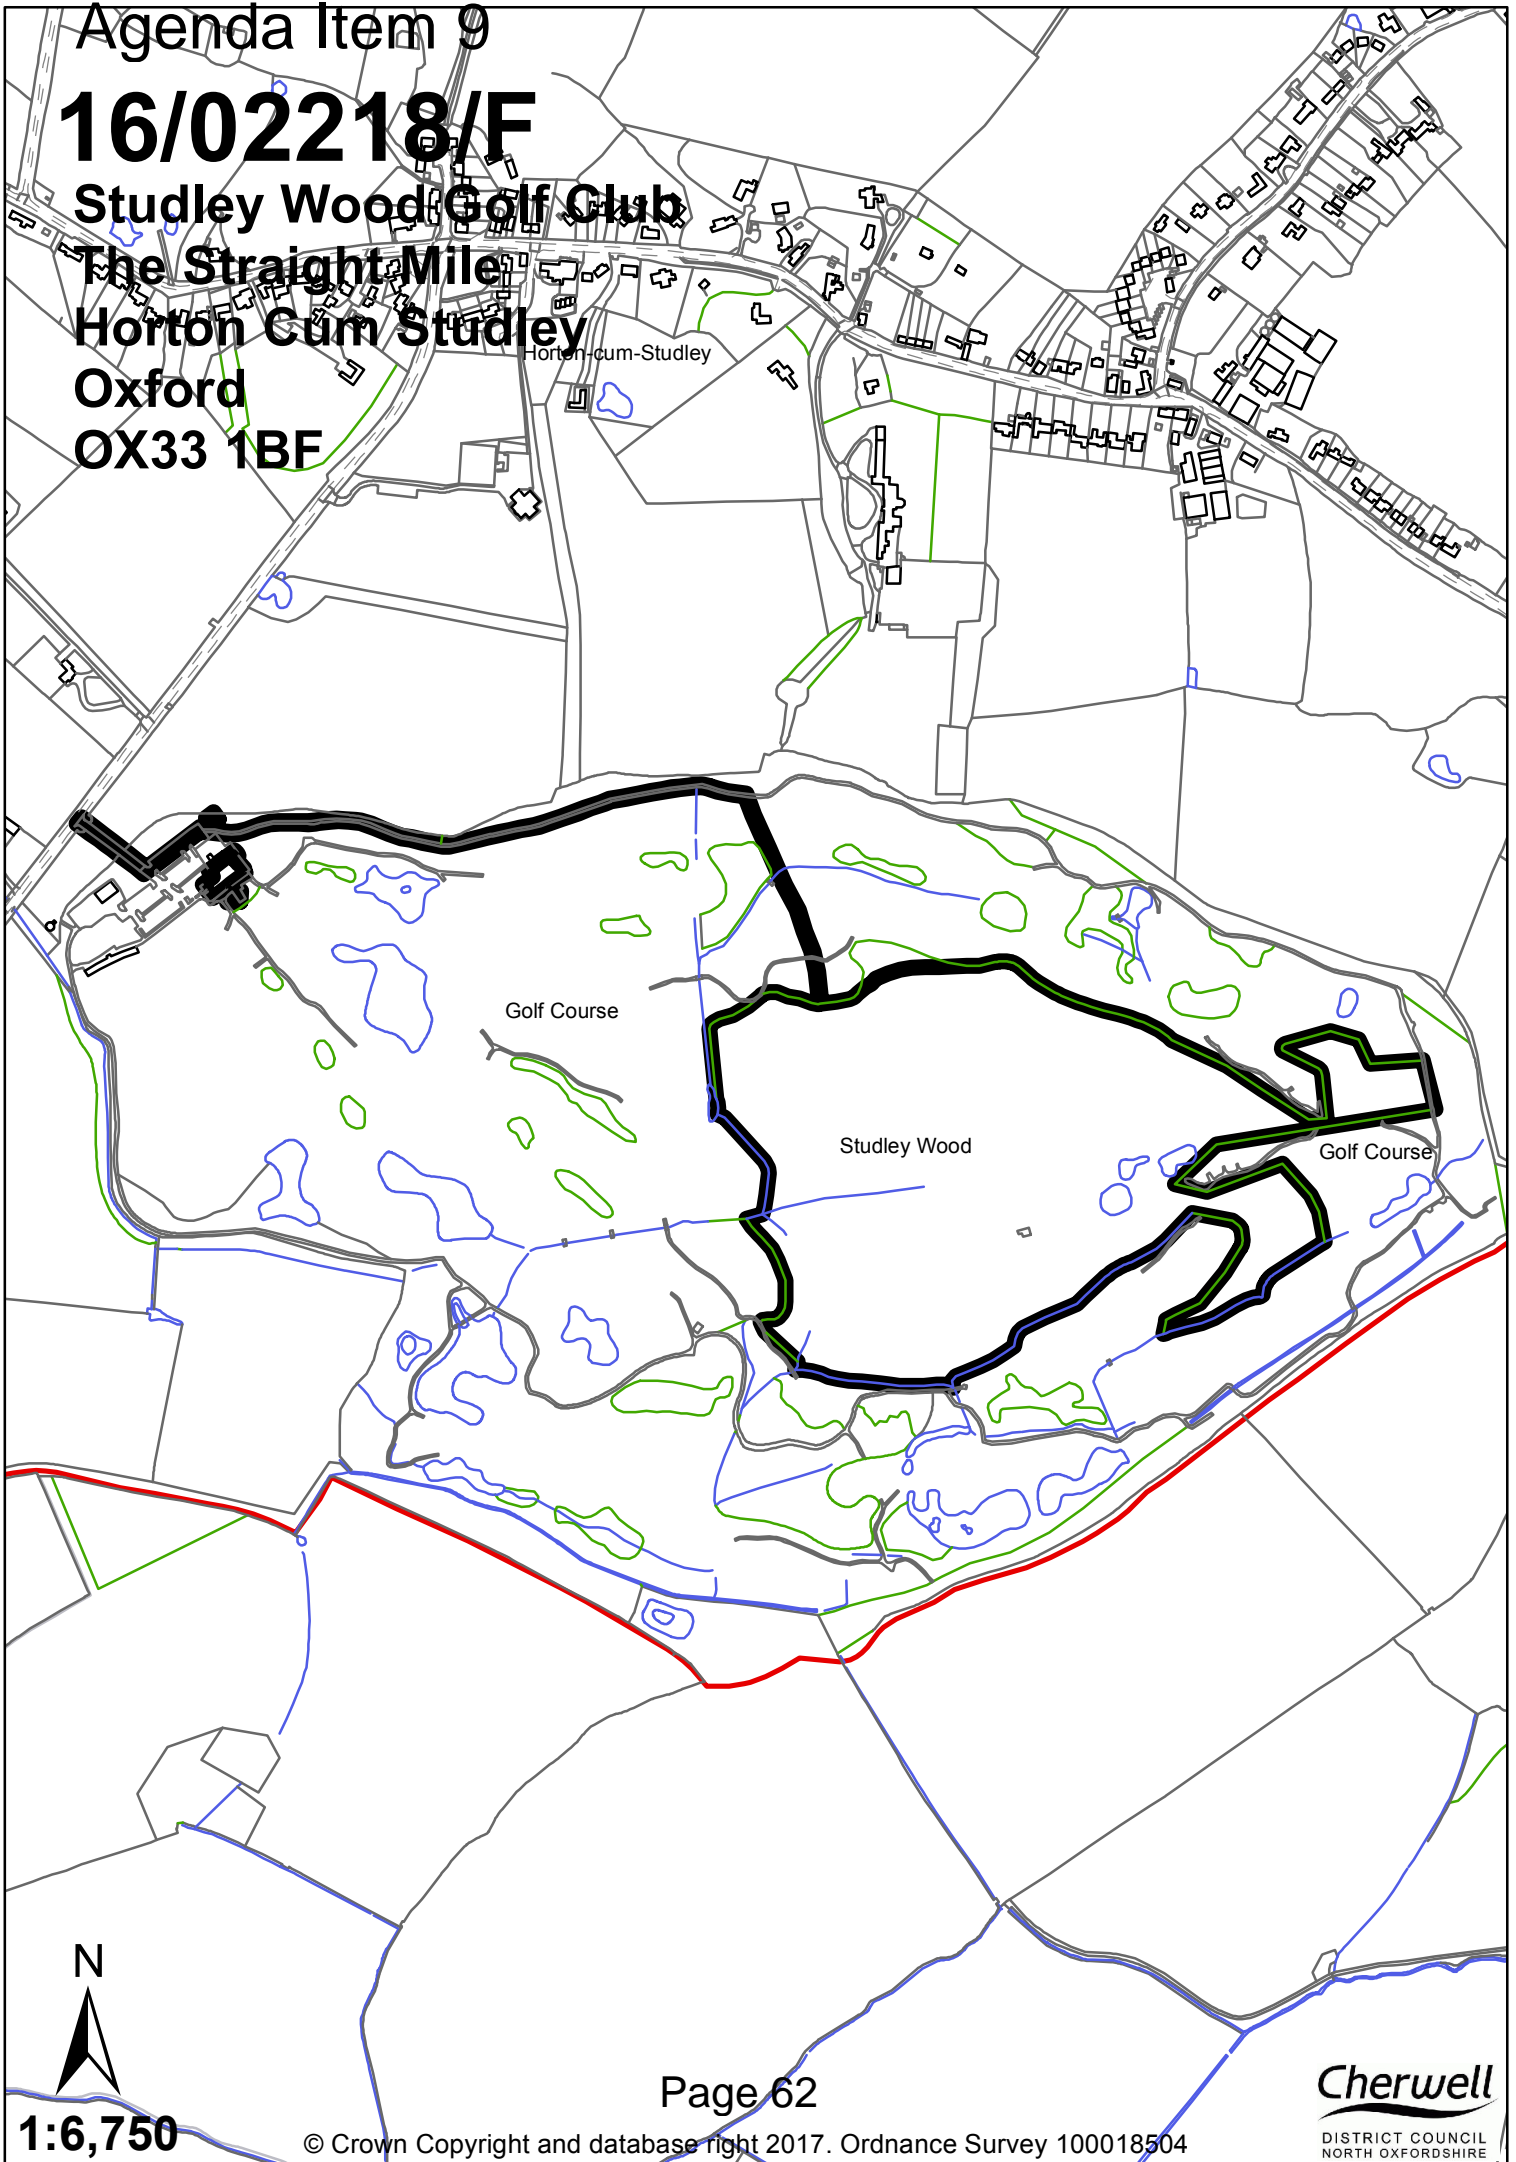 Agenda Item 9
16/02218/F
Studley Wood Golf Club
The Straight Mile
Horton Cum Studley
Oxford
OX33 1BF
Horton-cum-Studley
Golf Course
Studley Wood
Golf Course
N
1:6,750
Page 62
© Crown Copyright and database right 2017. Ordnance Survey 100018504
Cherwell
DISTRICT COUNCIL
NORTH OXFORDSHIRE